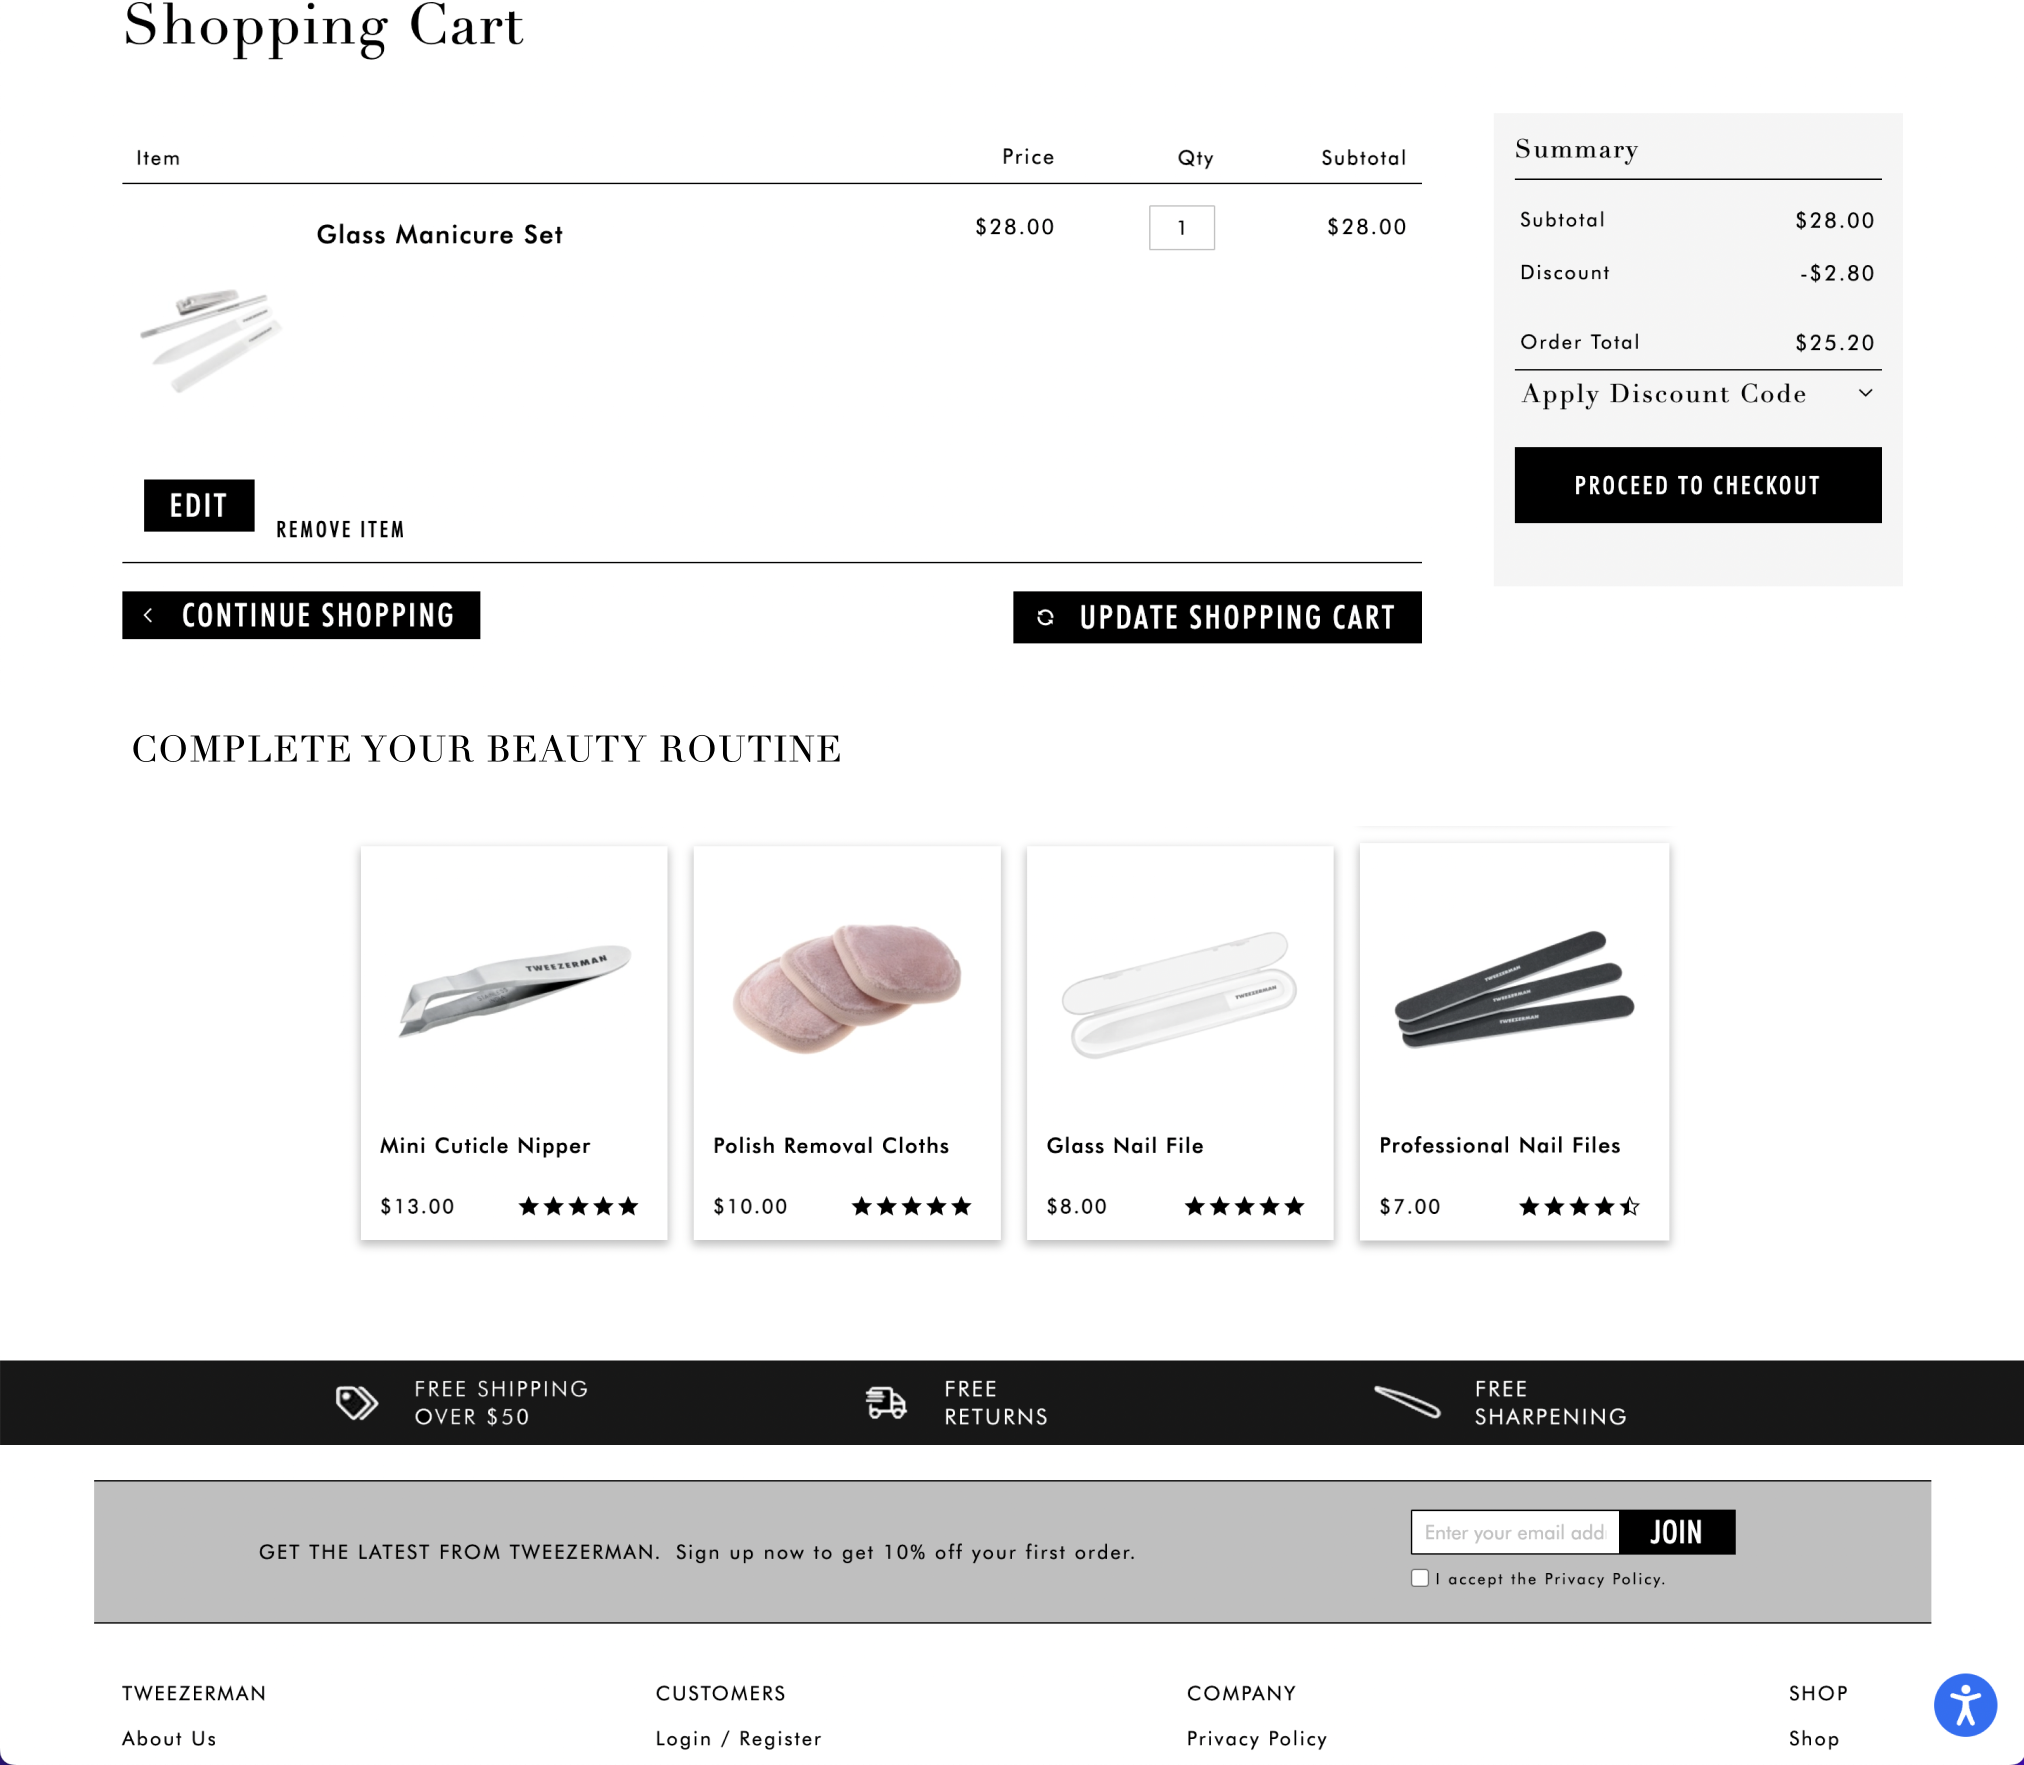 Shopping Cart
Item Price Qty Subtotal
Glass Manicure Set $28.00 1 $28.00
EDIT REMOVE ITEM
CONTINUE SHOPPING UPDATE SHOPPING CART
Summary
Subtotal $28.00
Discount -$2.80
Order Total $25.20
Apply Discount Code
PROCEED TO CHECKOUT
COMPLETE YOUR BEAUTY ROUTINE
TWEEZERMAN
TWEEZERMAN
TWEEZERMAN
TWEEZERMAN
TWEEZERMAN
Mini Cuticle Nipper
$13.00
Polish Removal Cloths
$10.00
Glass Nail File
$8.00
Professional Nail Files
$7.00
FREE SHIPPING
OVER $50
FREE
RETURNS
FREE
SHARPENING
GET THE LATEST FROM TWEEZERMAN. Sign up now to get 10% off your first order.
Enter your email add
JOIN
I accept the Privacy Policy.
TWEEZERMAN
About Us
CUSTOMERS
Login / Register
COMPANY
Privacy Policy
SHOP
Shop